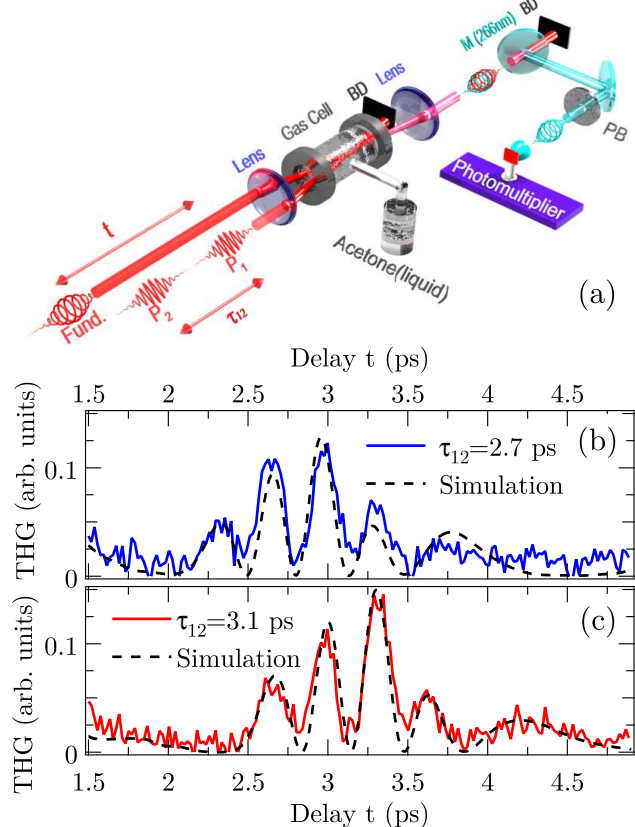 BD
M (266nm)
Lens
BD
Gas Cell
Lens
PB
Photomultiplier
t
Acetone(liquid)
P₁
P₂
τ₁₂
Fund.
(a)
Delay t (ps)
1.5 2 2.5 3 3.5 4 4.5
THG (arb. units)
0.1
0
τ₁₂=2.7 ps
Simulation
(b)
THG (arb. units)
0.1
0
τ₁₂=3.1 ps
Simulation
(c)
1.5 2 2.5 3 3.5 4 4.5
Delay t (ps)